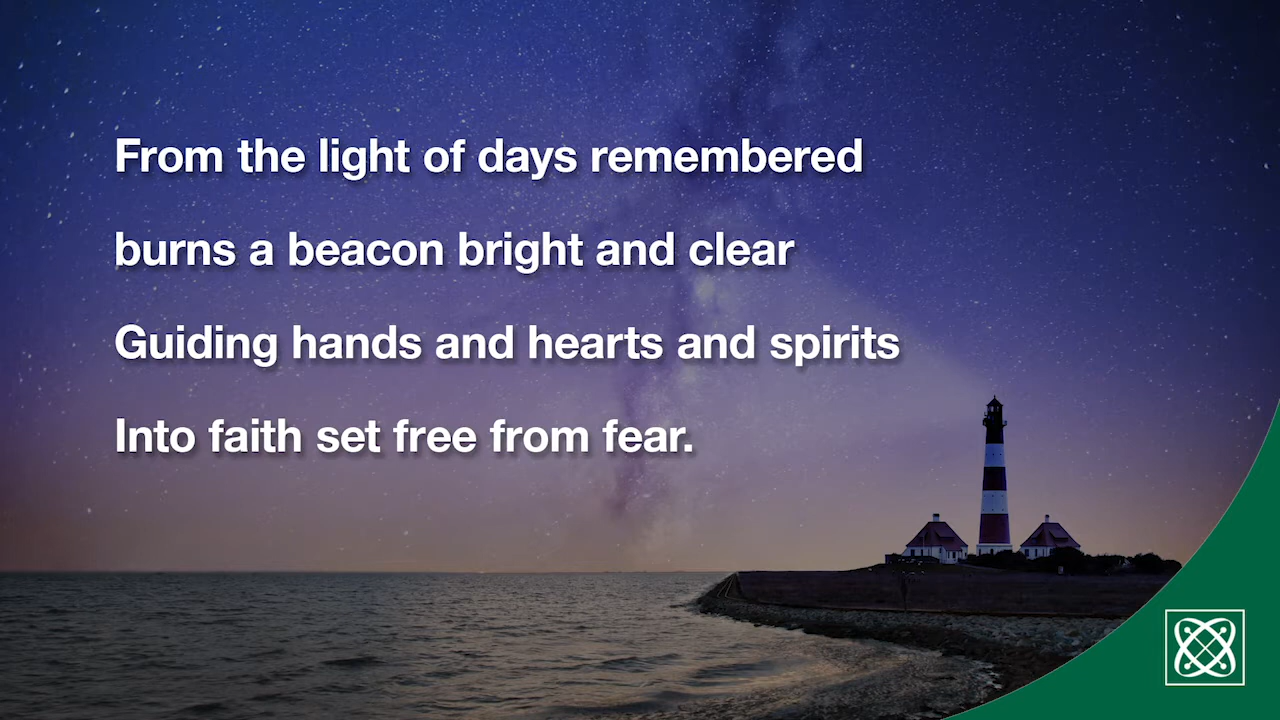 From the light of days remembered
burns a beacon bright and clear
Guiding hands and hearts and spirits
Into faith set free from fear.